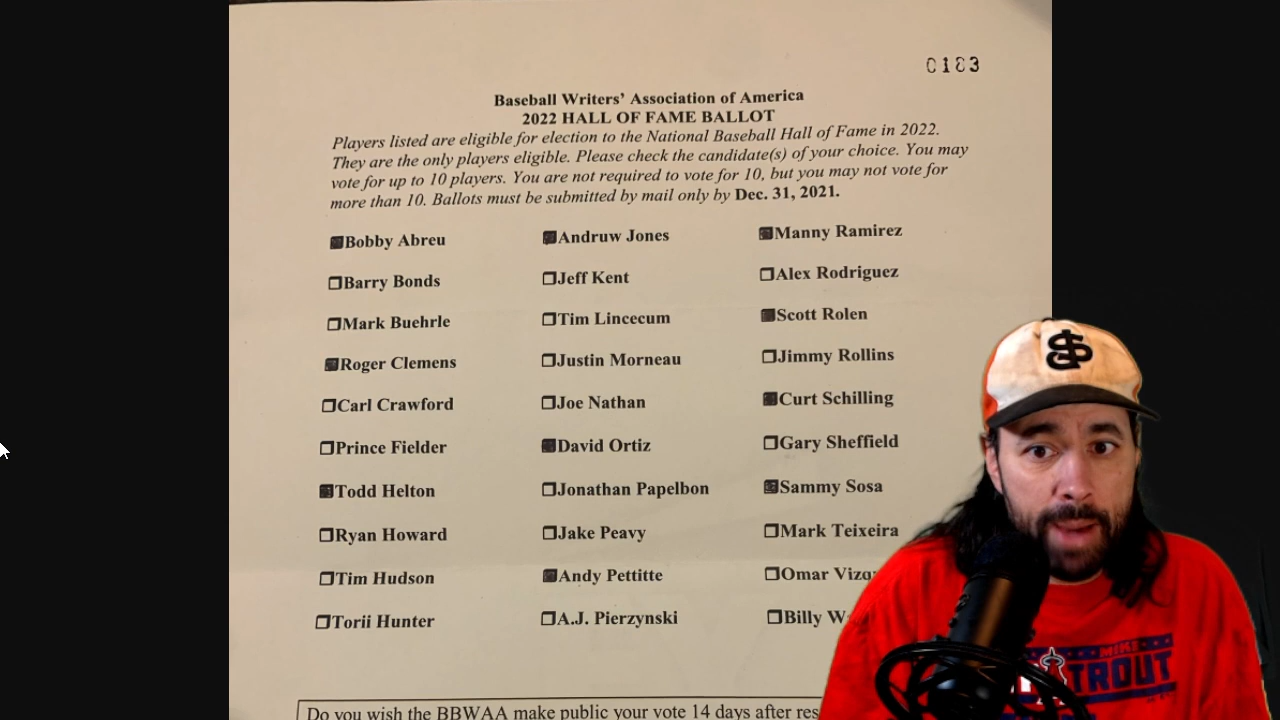 0183
Baseball Writers' Association of America
2022 HALL OF FAME BALLOT
Players listed are eligible for election to the National Baseball Hall of Fame in 2022.
They are the only players eligible. Please check the candidate(s) of your choice. You may
vote for up to 10 players. You are not required to vote for 10, but you may not vote for
more than 10. Ballots must be submitted by mail only by Dec. 31, 2021.
Bobby Abreu Andruw Jones Manny Ramirez
Barry Bonds Jeff Kent Alex Rodriguez
Mark Buehrle Tim Lincecum Scott Rolen
Roger Clemens Justin Morneau Jimmy Rollins
Carl Crawford Joe Nathan Curt Schilling
Prince Fielder David Ortiz Gary Sheffield
Todd Helton Jonathan Papelbon Sammy Sosa
Ryan Howard Jake Peavy Mark Teixeira
Tim Hudson Andy Pettitte Omar
Torii Hunter A.J. Pierzynski Billy
Do you wish the BBWAA make public your vote 14 days after
MIKE
TROUT